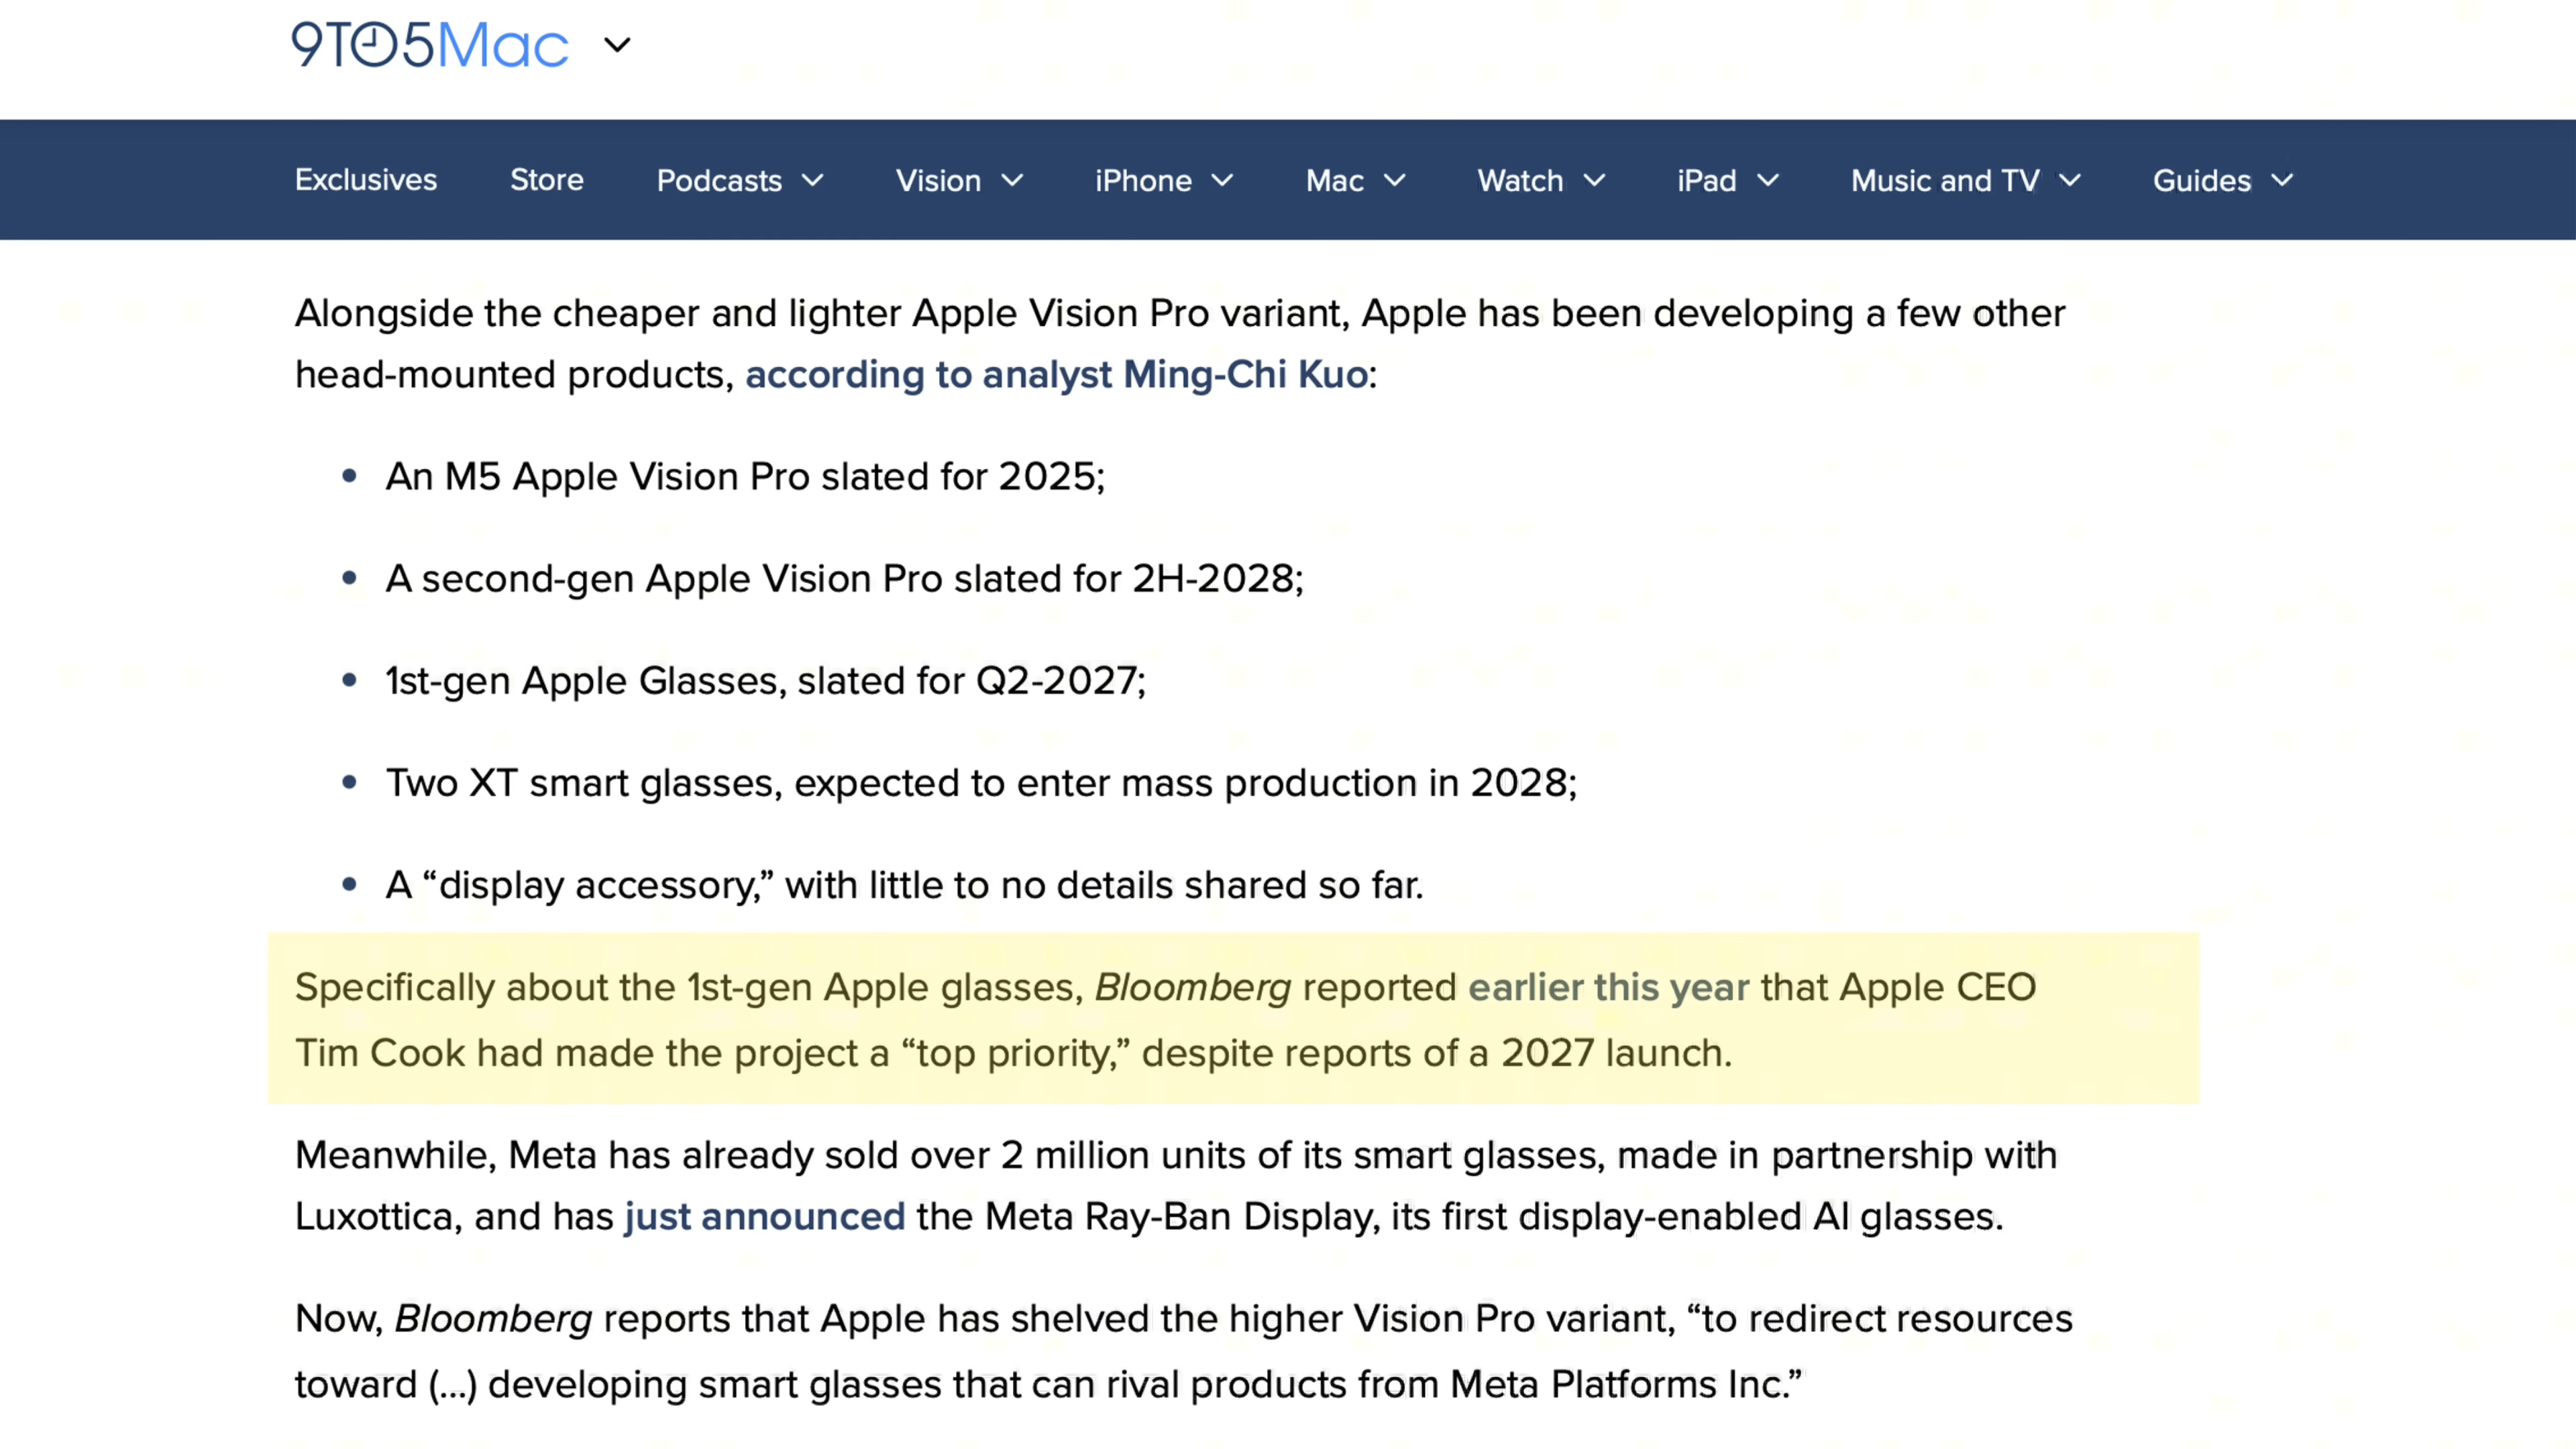 9TO5Mac
Exclusives Store Podcasts Vision iPhone Mac Watch iPad Music and TV Guides
Alongside the cheaper and lighter Apple Vision Pro variant, Apple has been developing a few other
head-mounted products, according to analyst Ming-Chi Kuo:
• An M5 Apple Vision Pro slated for 2025;
• A second-gen Apple Vision Pro slated for 2H-2028;
• 1st-gen Apple Glasses, slated for Q2-2027;
• Two XT smart glasses, expected to enter mass production in 2028;
• A “display accessory,” with little to no details shared so far.
Specifically about the 1st-gen Apple glasses, Bloomberg reported earlier this year that Apple CEO
Tim Cook had made the project a “top priority,” despite reports of a 2027 launch.
Meanwhile, Meta has already sold over 2 million units of its smart glasses, made in partnership with
Luxottica, and has just announced the Meta Ray-Ban Display, its first display-enabled AI glasses.
Now, Bloomberg reports that Apple has shelved the higher Vision Pro variant, “to redirect resources
toward (…) developing smart glasses that can rival products from Meta Platforms Inc.”